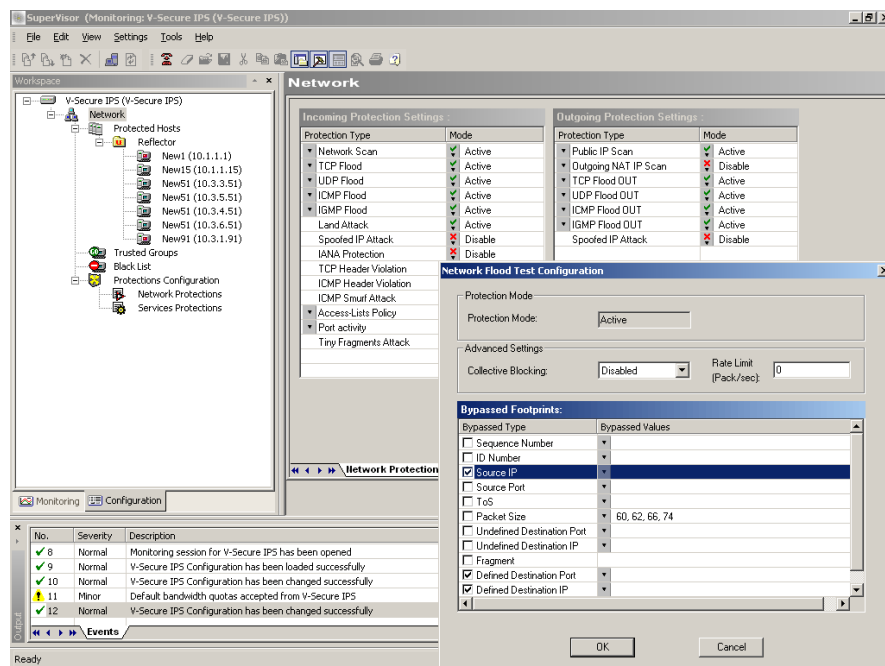 SuperVisor (Monitoring: V-Secure IPS (V-Secure IPS))
File Edit View Settings Tools Help
Workspace
V-Secure IPS (V-Secure IPS)
Network
Protected Hosts
Reflector
New1 (10.1.1.1)
New15 (10.1.1.15)
New51 (10.3.3.51)
New51 (10.3.5.51)
New51 (10.3.4.51)
New51 (10.3.6.51)
New91 (10.3.1.91)
Trusted Groups
Black List
Protections Configuration
Network Protections
Services Protections
Monitoring Configuration
Network
Incoming Protection Settings :
Protection Type Mode
Network Scan Active
TCP Flood Active
UDP Flood Active
ICMP Flood Active
IGMP Flood Active
Land Attack Active
Spoofed IP Attack Disable
IANA Protection Disable
TCP Header Violation
ICMP Header Violation
ICMP Smurf Attack
Access-Lists Policy
Port activity
Tiny Fragments Attack
Network Protection
Outgoing Protection Settings :
Protection Type Mode
Public IP Scan Active
Outgoing NAT IP Scan Disable
TCP Flood OUT Active
UDP Flood OUT Active
ICMP Flood OUT Active
IGMP Flood OUT Active
Spoofed IP Attack Disable
Network Flood Test Configuration
Protection Mode
Protection Mode: Active
Advanced Settings
Collective Blocking: Disabled
Rate Limit
(Pack/sec): 0
Bypassed Footprints:
Bypassed Type Bypassed Values
Sequence Number
ID Number
Source IP
Source Port
ToS
Packet Size 60, 62, 66, 74
Undefined Destination Port
Undefined Destination IP
Fragment
Defined Destination Port
Defined Destination IP
OK Cancel
No. Severity Description
8 Normal Monitoring session for V-Secure IPS has been opened
9 Normal V-Secure IPS Configuration has been loaded successfully
10 Normal V-Secure IPS Configuration has been changed successfully
11 Minor Default bandwidth quotas accepted from V-Secure IPS
12 Normal V-Secure IPS Configuration has been changed successfully
Output
Events
Ready